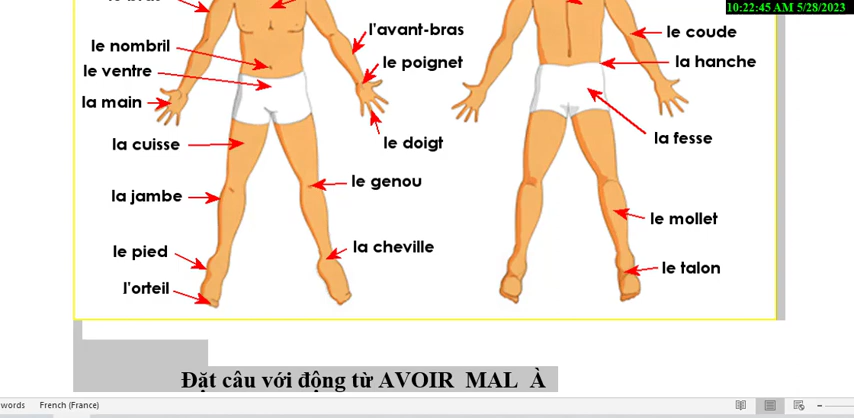 10:22:45 AM 5/28/2023
l'avant-bras
le coude
le nombril
le poignet
la hanche
le ventre
la main
la cuisse
le doigt
la fesse
la jambe
le genou
le mollet
le pied
la cheville
le talon
l'orteil
Đặt câu với động từ AVOIR MAL À
words French (France)